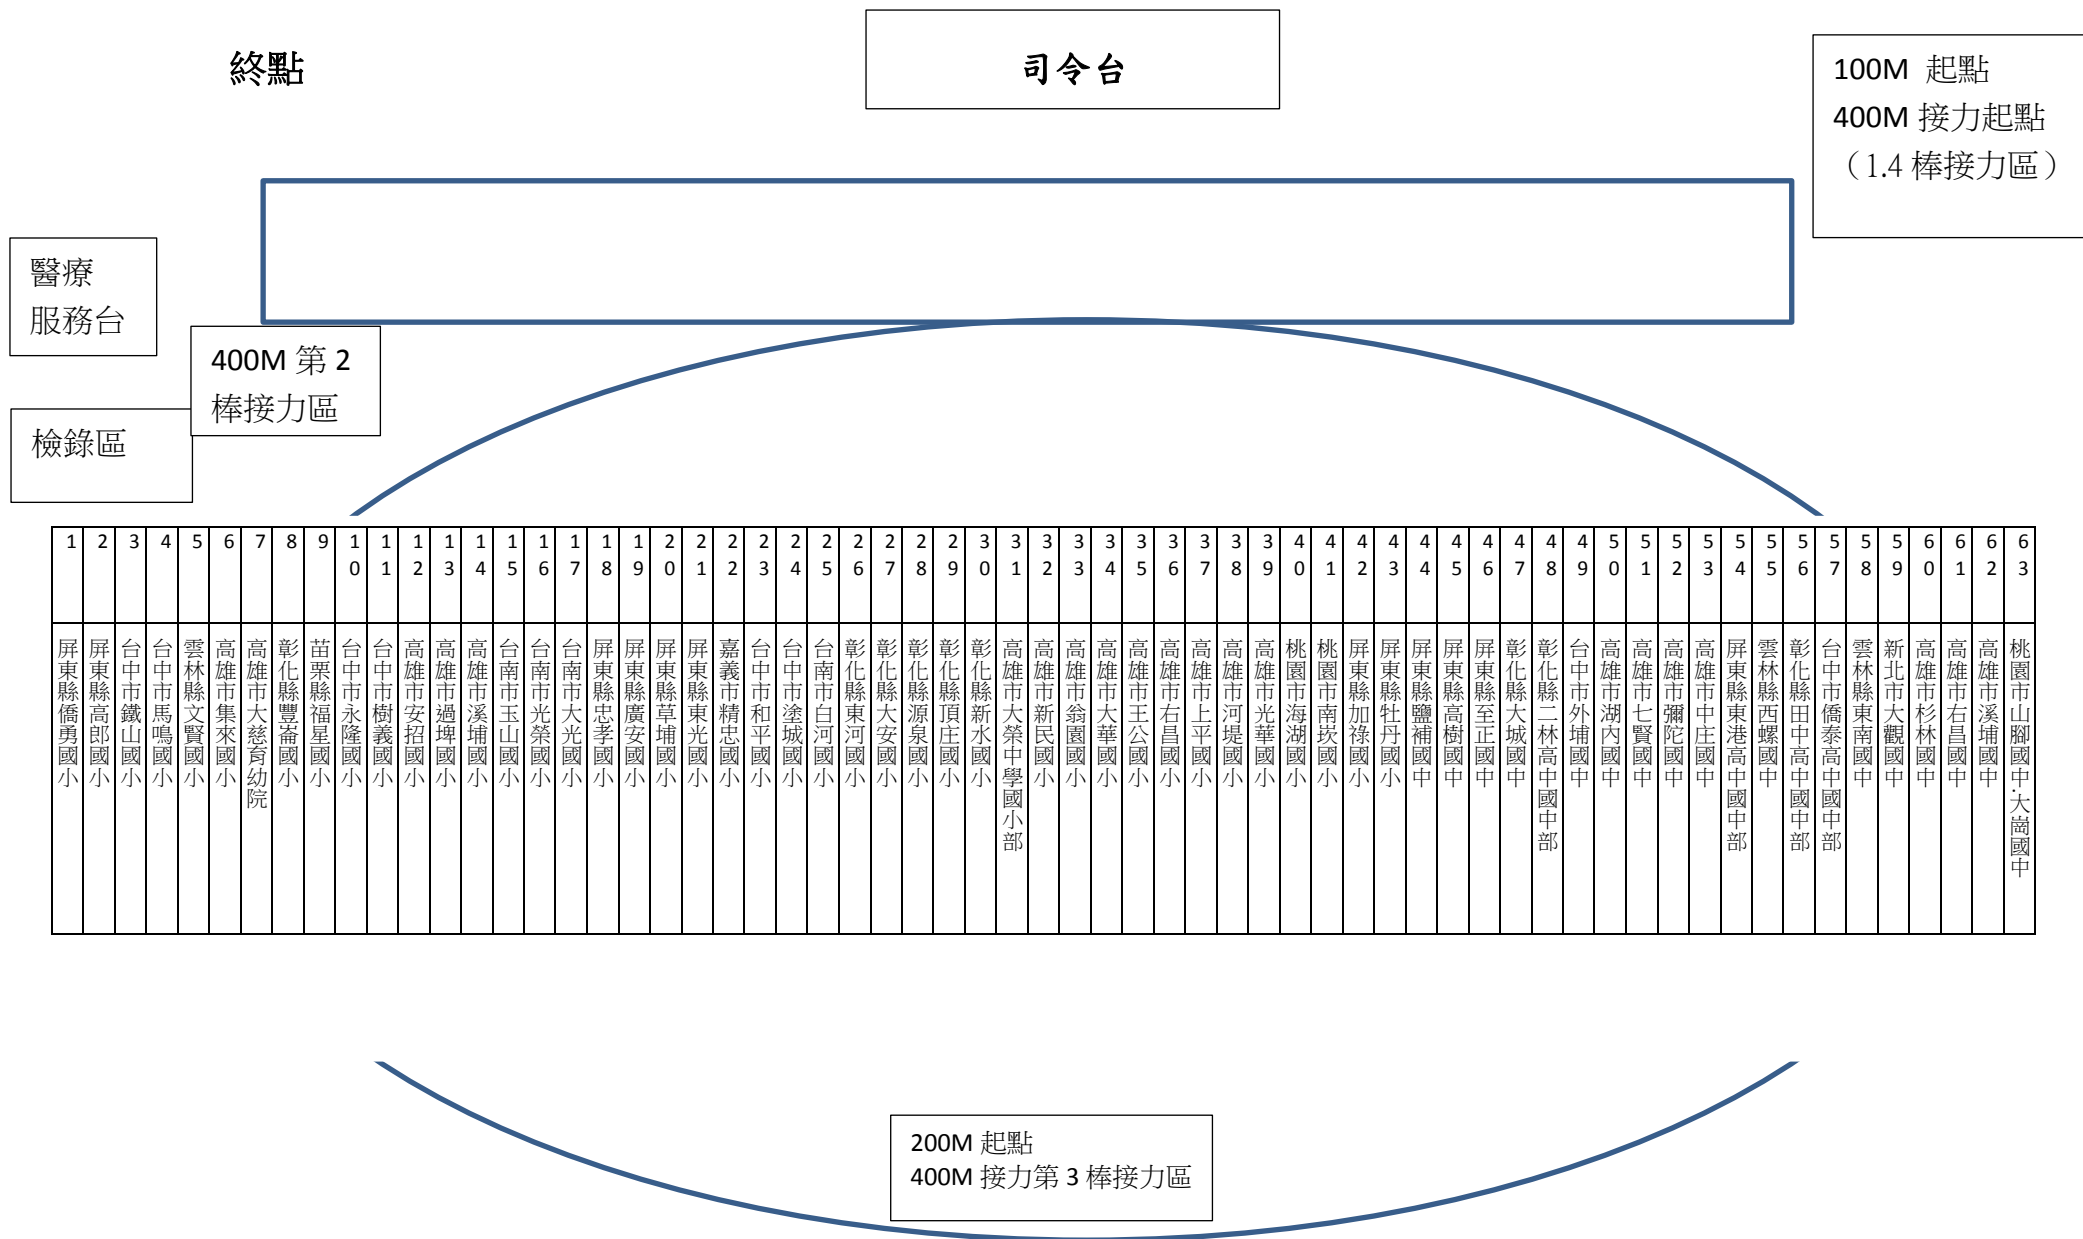 終點
司令台
100M 起點
400M 接力起點
（1.4 棒接力區）
醫療
服務台
400M 第 2
棒接力區
檢錄區
1 屏東縣僑勇國小
2 屏東縣高郎國小
3 台中市鐵山國小
4 台中市馬鳴國小
5 雲林縣文賢國小
6 高雄市集來國小
7 高雄市大慈育幼院
8 彰化縣豐崙國小
9 苗栗縣福星國小
10 台中市永隆國小
11 台中市樹義國小
12 高雄市安招國小
13 高雄市過埤國小
14 高雄市溪埔國小
15 台南市玉山國小
16 台南市光榮國小
17 台南市大光國小
18 屏東縣忠孝國小
19 屏東縣廣安國小
20 屏東縣草埔國小
21 屏東縣東光國小
22 嘉義市精忠國小
23 台中市和平國小
24 台中市塗城國小
25 台南市白河國小
26 彰化縣東河國小
27 彰化縣大安國小
28 彰化縣源泉國小
29 彰化縣頂庄國小
30 彰化縣新水國小
31 高雄市大榮中學國小部
32 高雄市新民國小
33 高雄市翁園國小
34 高雄市大華國小
35 高雄市王公國小
36 高雄市右昌國小
37 高雄市上平國小
38 高雄市河堤國小
39 高雄市光華國小
40 桃園市海湖國小
41 桃園市南崁國小
42 屏東縣加祿國小
43 屏東縣牡丹國小
44 屏東縣鹽補國中
45 屏東縣高樹國中
46 屏東縣至正國中
47 彰化縣大城國中
48 彰化縣二林高中國中部
49 台中市外埔國中
50 高雄市湖內國中
51 高雄市七賢國中
52 高雄市彌陀國中
53 高雄市中庄國中
54 屏東縣東港高中國中部
55 雲林縣西螺國中
56 彰化縣田中高中國中部
57 台中市僑泰高中國中部
58 雲林縣東南國中
59 新北市大觀國中
60 高雄市杉林國中
61 高雄市右昌國中
62 高雄市溪埔國中
63 桃園市山腳國中.大崗國中
200M 起點
400M 接力第 3 棒接力區